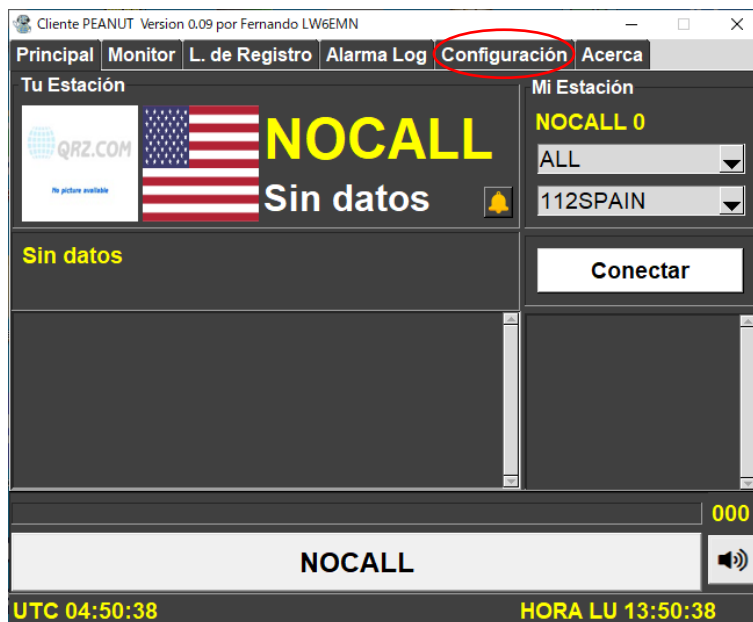 Cliente PEANUT Version 0.09 por Fernando LW6EMN
Principal Monitor L. de Registro Alarma Log Configuración Acerca
Tu Estación
QRZ.COM
No picture available
NOCALL
Sin datos
Mi Estación
NOCALL 0
ALL
112SPAIN
Sin datos
Conectar
000
NOCALL
UTC 04:50:38
HORA LU 13:50:38